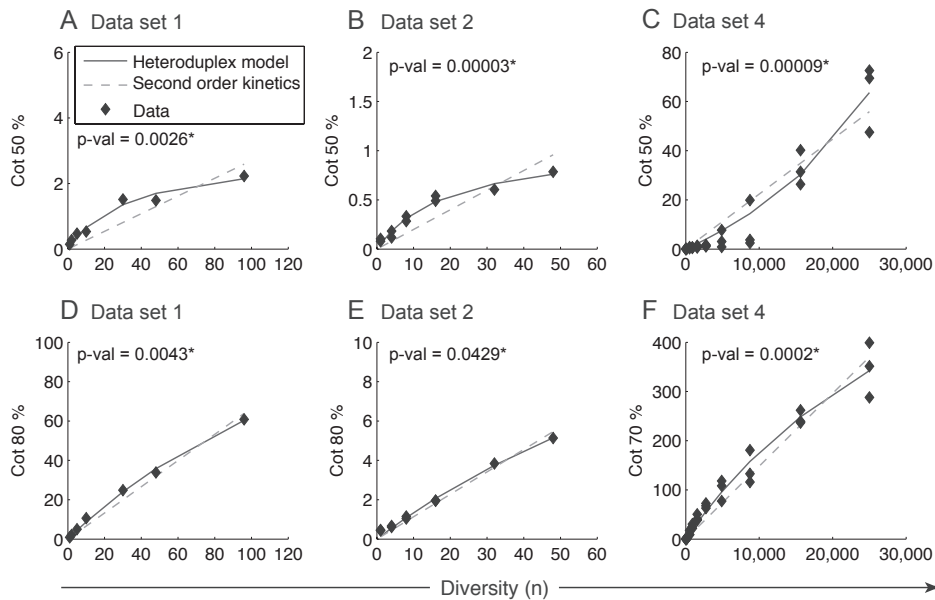 A Data set 1
B Data set 2
C Data set 4
Heteroduplex model
Second order kinetics
Data
p-val = 0.0026*
p-val = 0.00003*
p-val = 0.00009*
Cot 50 %
6
4
2
0
0 20 40 60 80 100 120
Cot 50 %
2
1.5
1
0.5
0
0 10 20 30 40 50 60
Cot 50 %
80
60
40
20
0
0 10,000 20,000 30,000
D Data set 1
E Data set 2
F Data set 4
p-val = 0.0043*
p-val = 0.0429*
p-val = 0.0002*
Cot 80 %
100
80
60
40
20
0
0 20 40 60 80 100 120
Cot 80 %
10
8
6
4
2
0
0 10 20 30 40 50 60
Cot 70 %
400
300
200
100
0
0 10,000 20,000 30,000
Diversity (n)